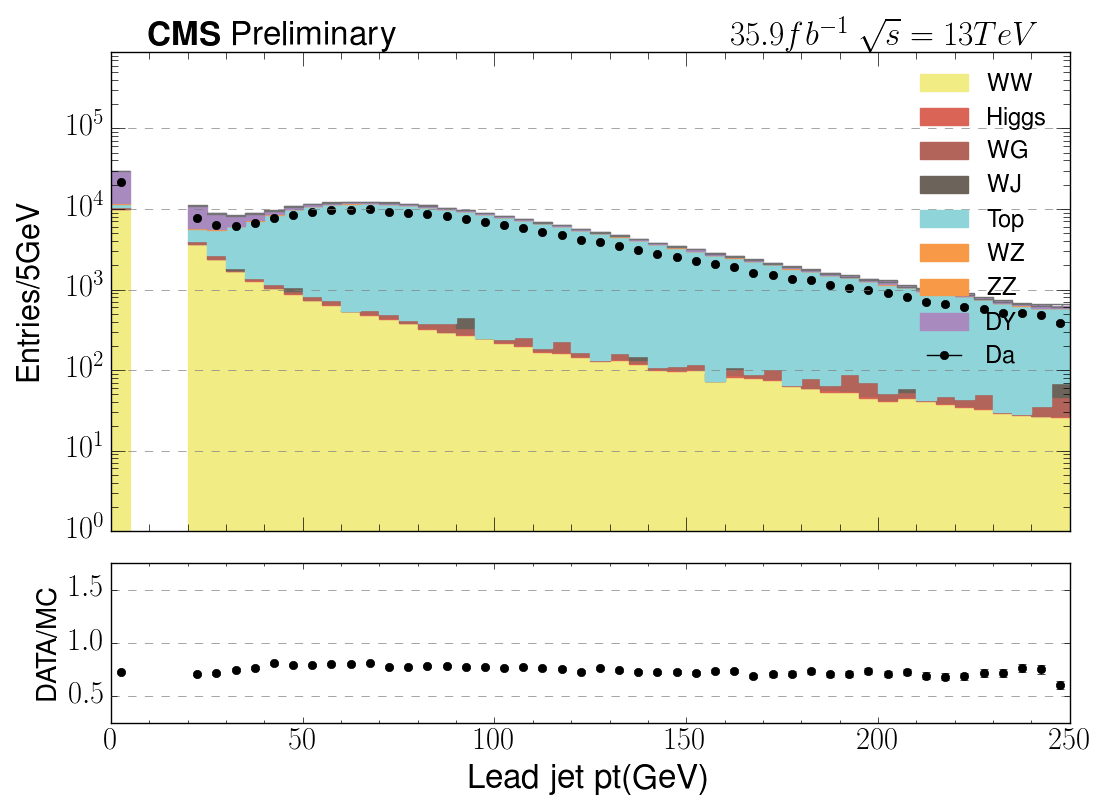 CMS Preliminary 35.9fb⁻¹ √s = 13TeV
WW
Higgs
WG
WJ
Top
WZ
ZZ
DY
Da
Entries/5GeV
10⁵
10⁴
10³
10²
10¹
10⁰
DATA/MC
1.5
1.0
0.5
0 50 100 150 200 250
Lead jet pt(GeV)